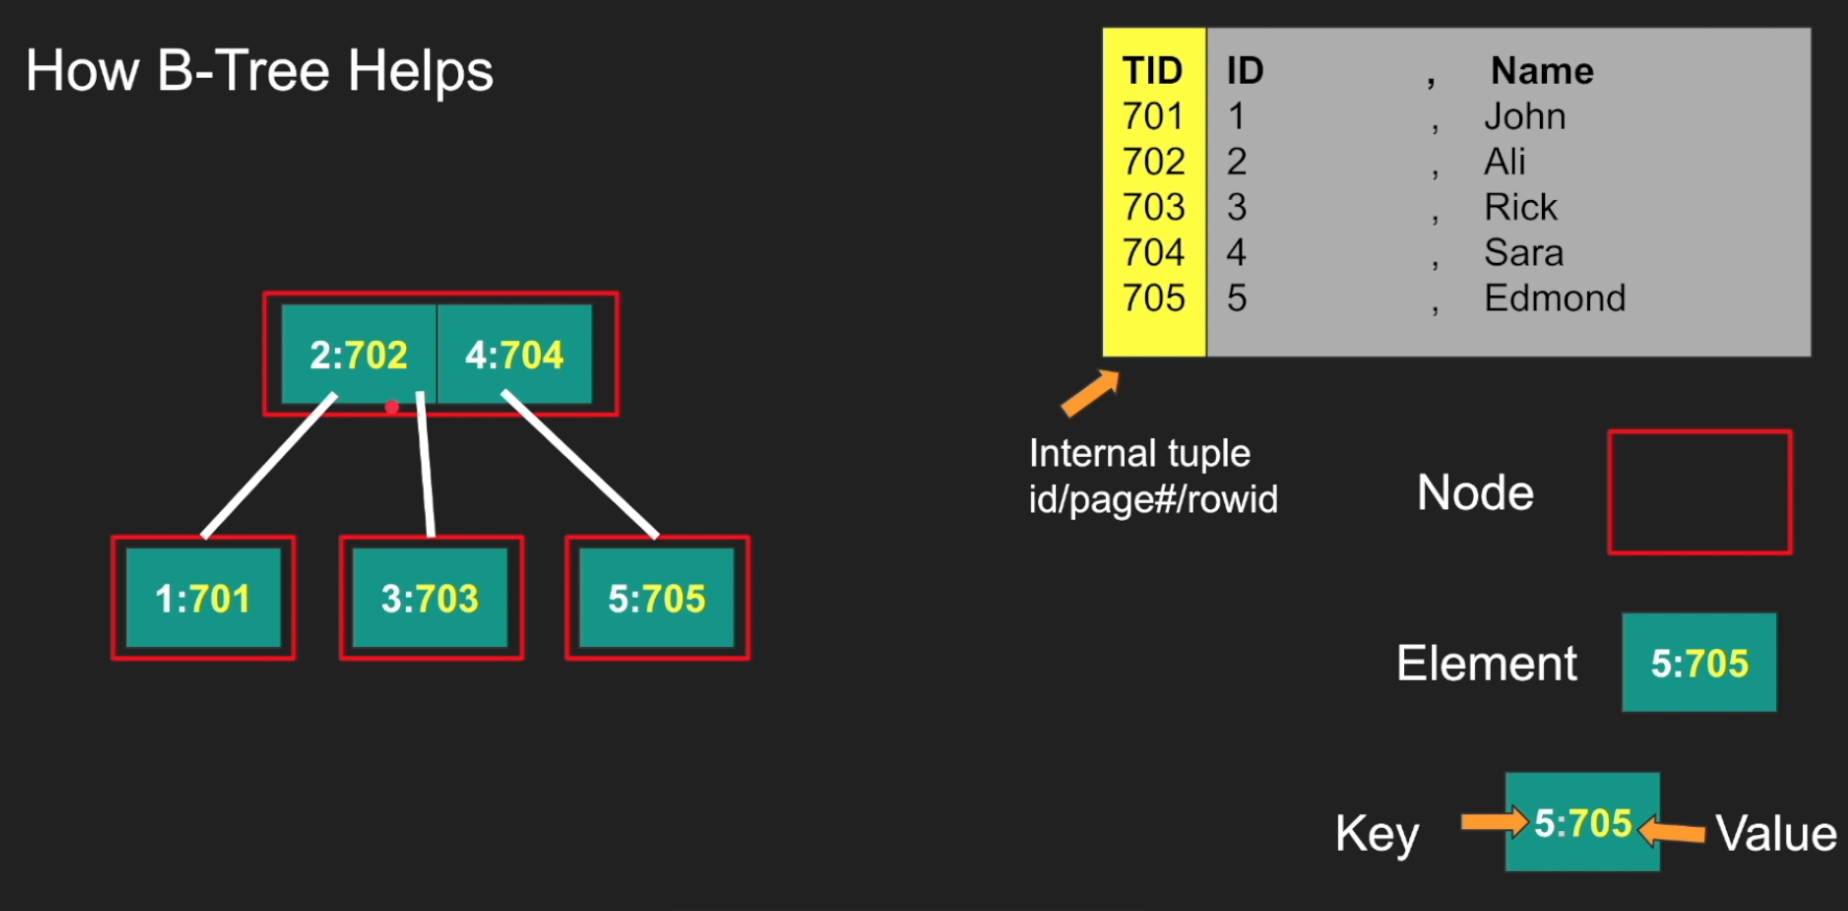 How B-Tree Helps
TID ID , Name
701 1 , John
702 2 , Ali
703 3 , Rick
704 4 , Sara
705 5 , Edmond
2:702 4:704
1:701 3:703 5:705
Internal tuple
id/page#/rowid
Node
Element 5:705
Key 5:705 Value